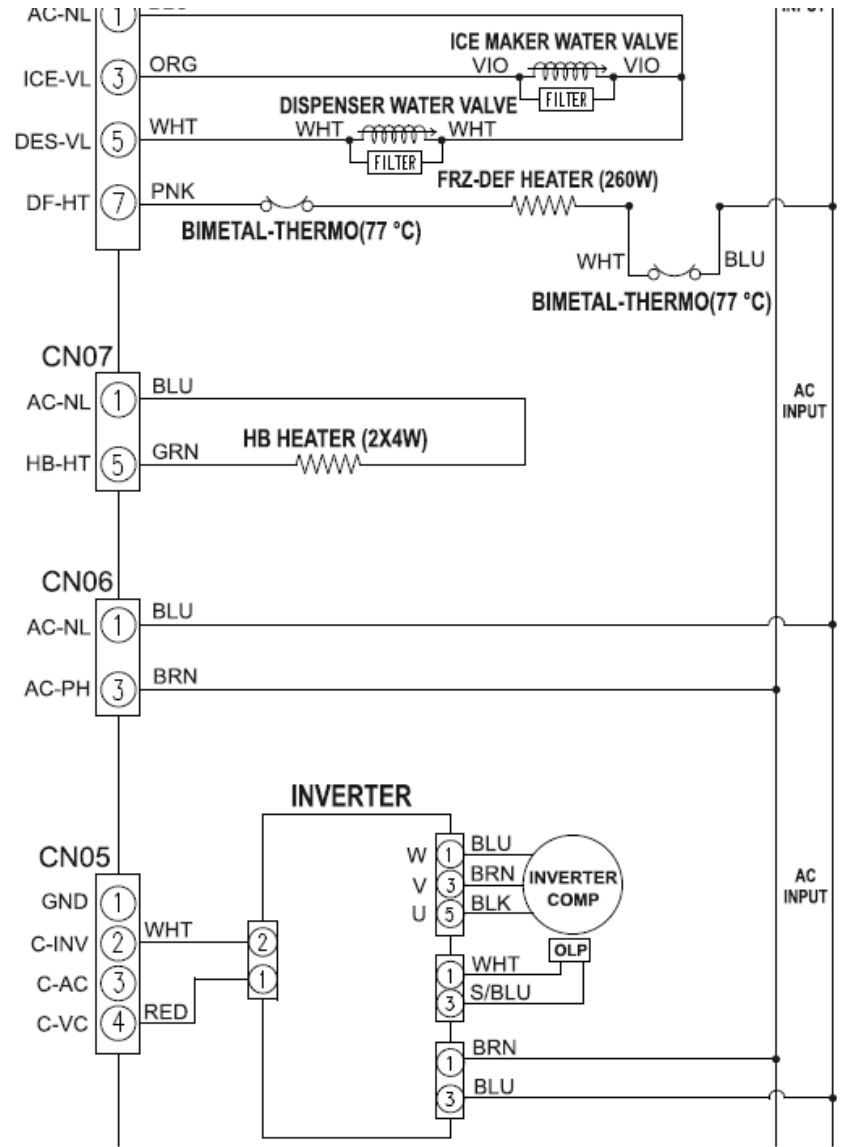 AC-NL 1 BLU
INPUT
ICE MAKER WATER VALVE
ICE-VL 3 ORG VIO VIO
FILTER
DISPENSER WATER VALVE
DES-VL 5 WHT WHT WHT
FILTER
FRZ-DEF HEATER (260W)
DF-HT 7 PNK
BIMETAL-THERMO(77 °C)
WHT BLU
BIMETAL-THERMO(77 °C)
CN07
AC-NL 1 BLU
AC
INPUT
HB HEATER (2X4W)
HB-HT 5 GRN
CN06
AC-NL 1 BLU
AC-PH 3 BRN
INVERTER
CN05
W 1 BLU
V 3 BRN
U 5 BLK
INVERTER
COMP
AC
INPUT
GND 1
C-INV 2 WHT 2
C-AC 3 1
C-VC 4 RED
OLP
1 WHT
3 S/BLU
1 BRN
3 BLU